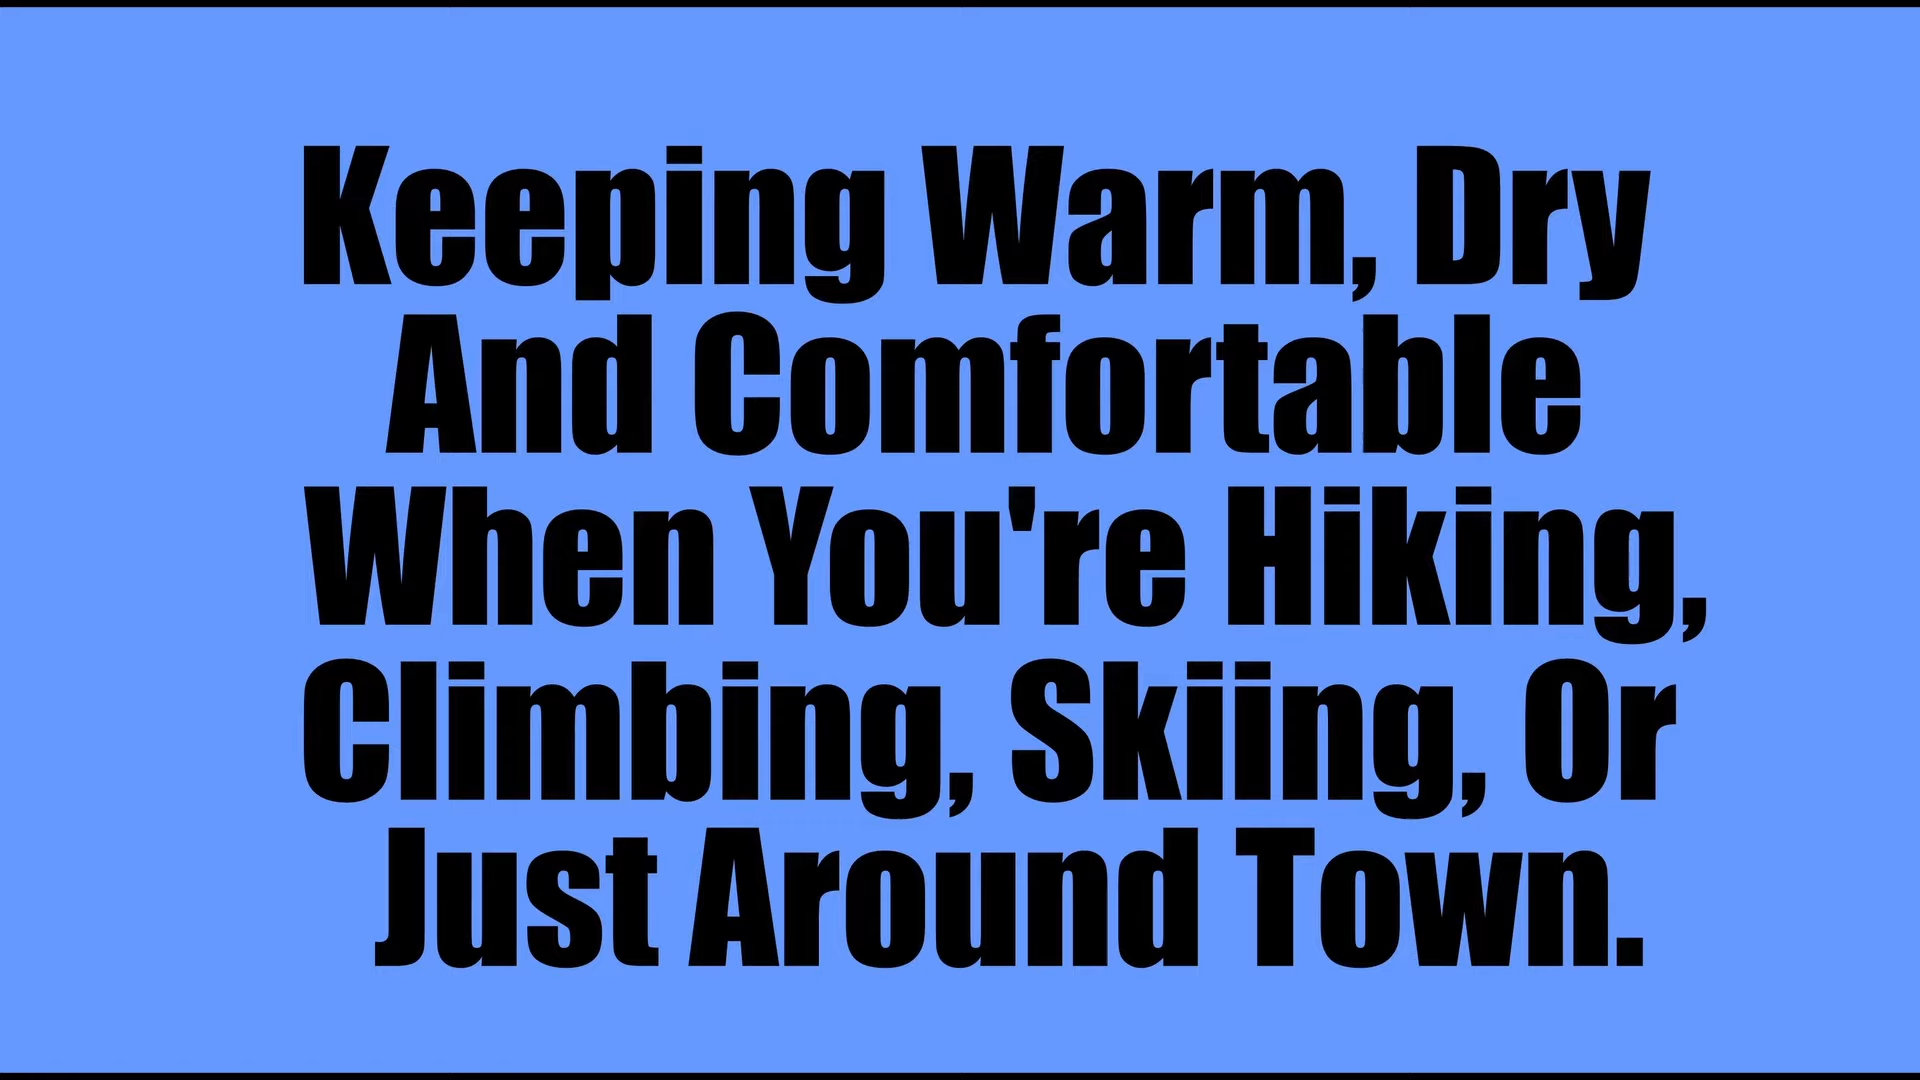 Keeping Warm, Dry
And Comfortable
When You're Hiking,
Climbing, Skiing, Or
Just Around Town.